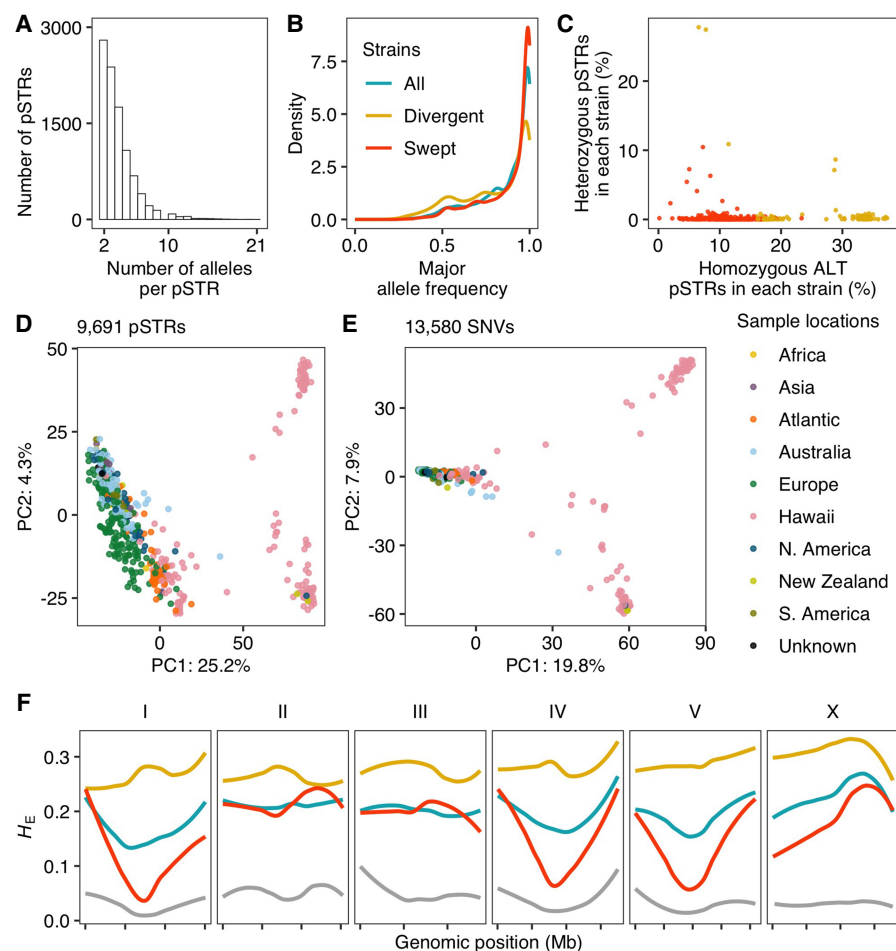 A
3000
1500
0
Number of pSTRs
2
10
21
Number of alleles
per pSTR
B
Strains
All
Divergent
Swept
7.5
5.0
2.5
0.0
Density
0.0
0.5
1.0
Major
allele frequency
C
20
10
0
Heterozygous pSTRs
in each strain (%)
0
10
20
30
Homozygous ALT
pSTRs in each strain (%)
D
9,691 pSTRs
50
25
0
-25
PC2: 4.3%
0
50
PC1: 25.2%
E
13,580 SNVs
30
0
-30
-60
PC2: 7.9%
0
30
60
90
PC1: 19.8%
Sample locations
Africa
Asia
Atlantic
Australia
Europe
Hawaii
N. America
New Zealand
S. America
Unknown
F
I
II
III
IV
V
X
0.3
0.2
0.1
0.0
HE
Genomic position (Mb)